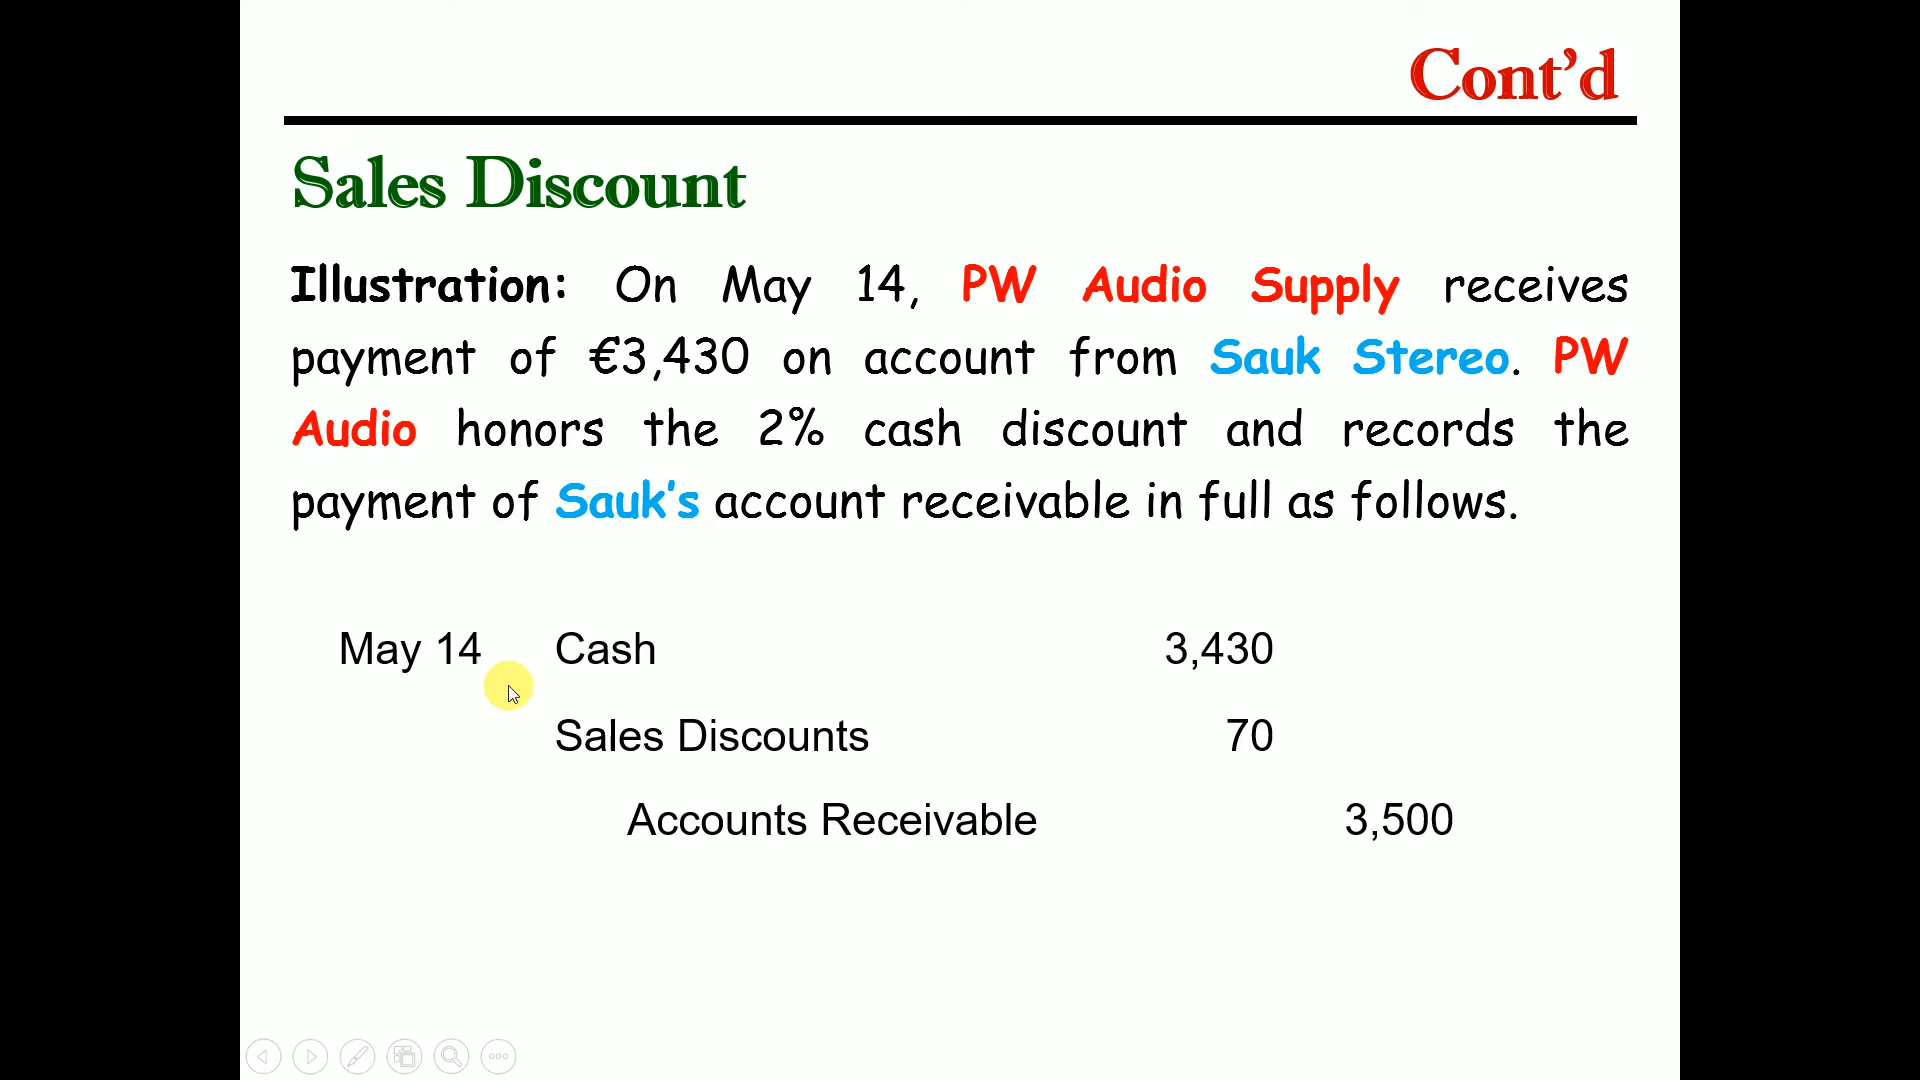 Cont’d
Sales Discount
Illustration: On May 14, PW Audio Supply receives
payment of €3,430 on account from Sauk Stereo. PW
Audio honors the 2% cash discount and records the
payment of Sauk’s account receivable in full as follows.
May 14 Cash 3,430
Sales Discounts 70
Accounts Receivable 3,500